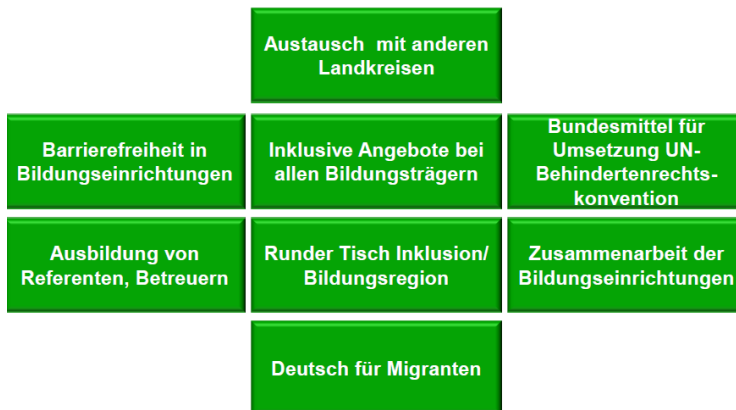 Austausch mit anderen
Landkreisen
Barrierefreiheit in
Bildungseinrichtungen
Inklusive Angebote bei
allen Bildungsträgern
Bundesmittel für
Umsetzung UN-
Behindertenrechts-
konvention
Ausbildung von
Referenten, Betreuern
Runder Tisch Inklusion/
Bildungsregion
Zusammenarbeit der
Bildungseinrichtungen
Deutsch für Migranten